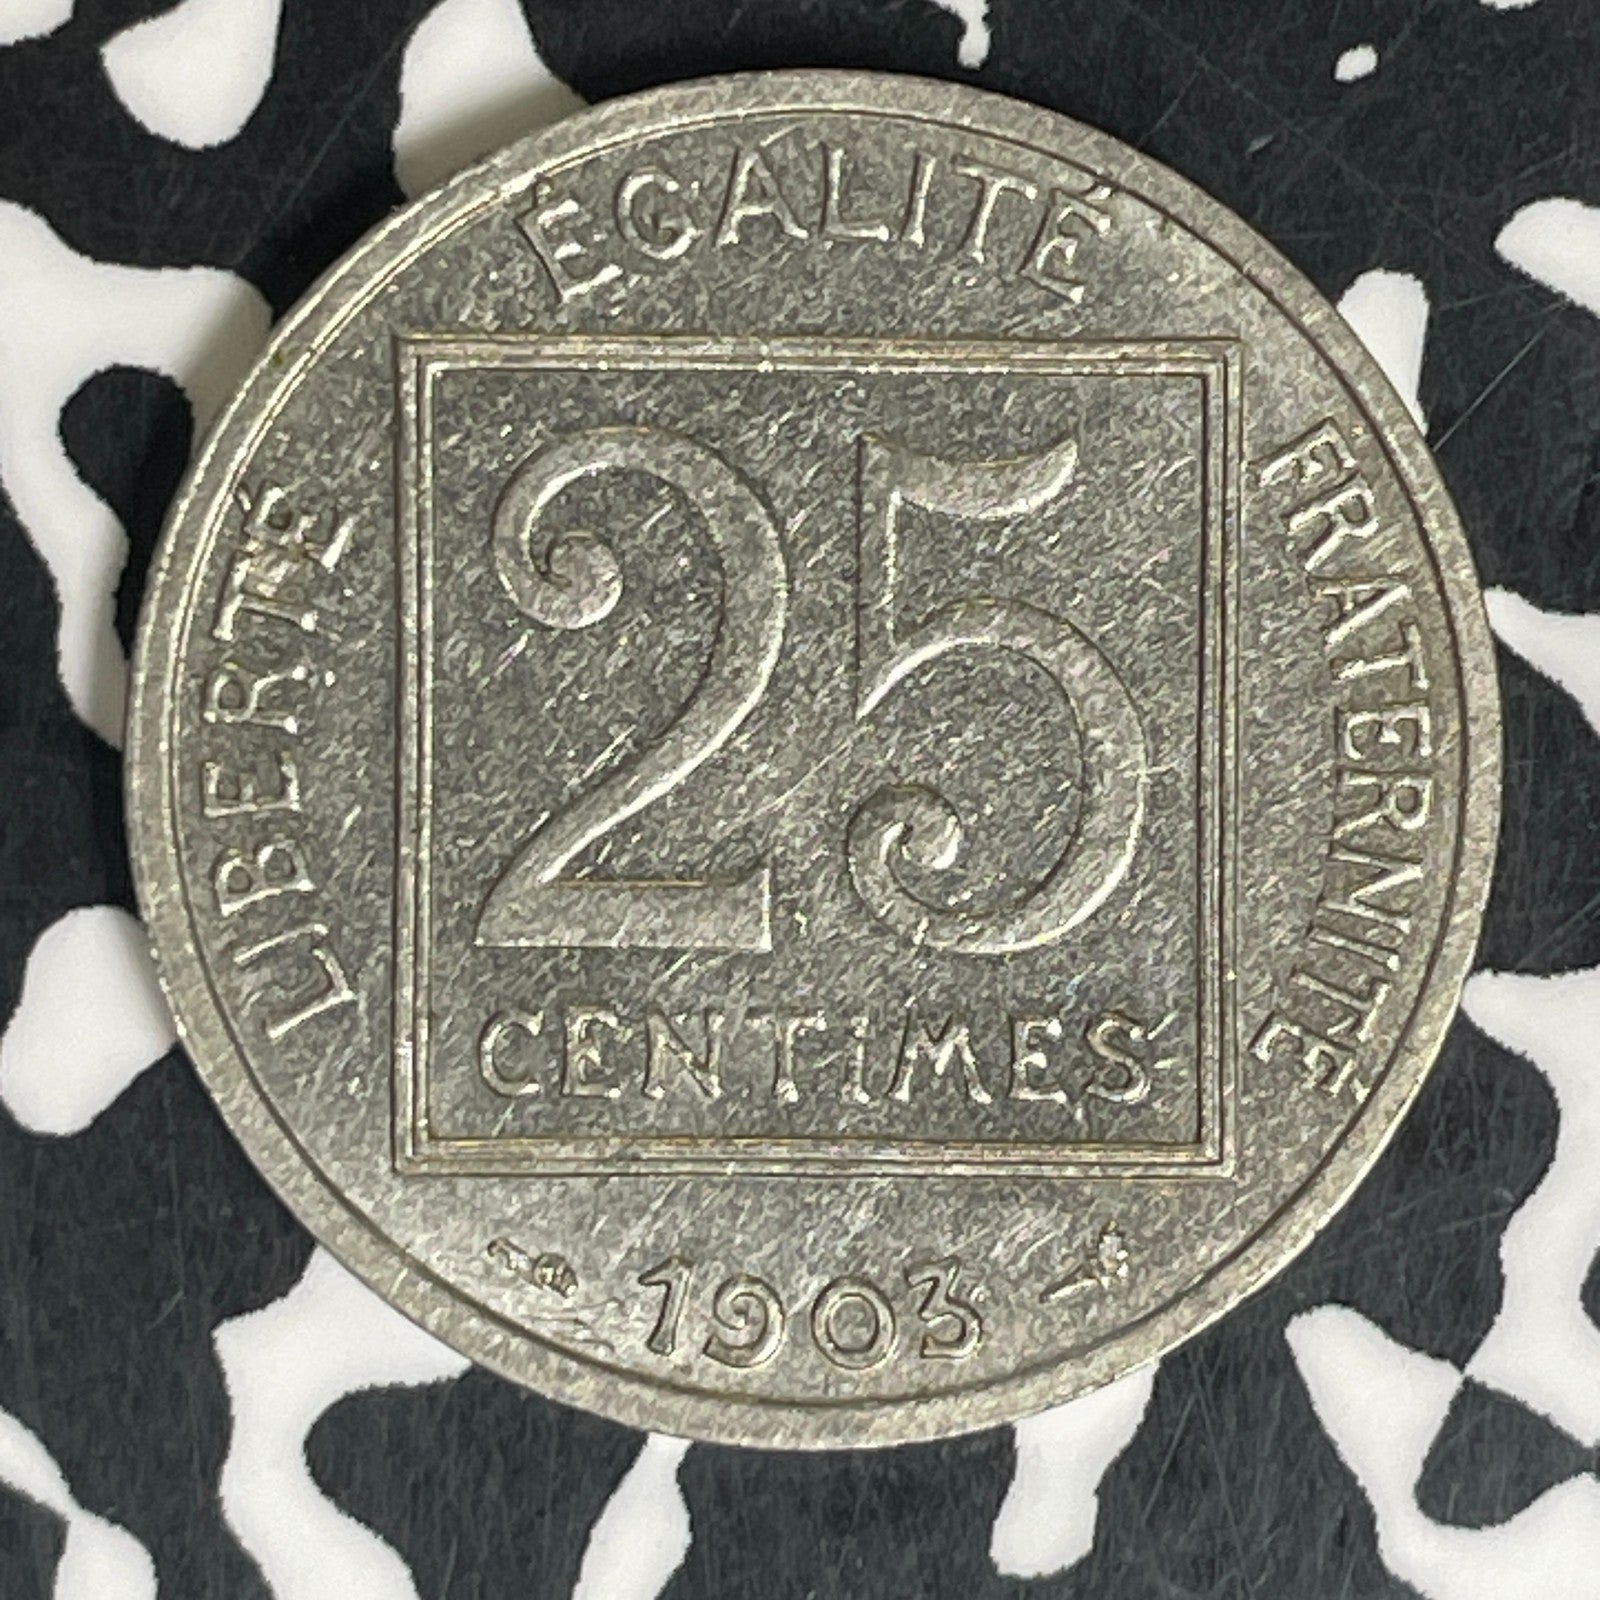 LIBERTÉ
ÉGALITÉ
FRATERNITÉ
25
CENTIMES
1903